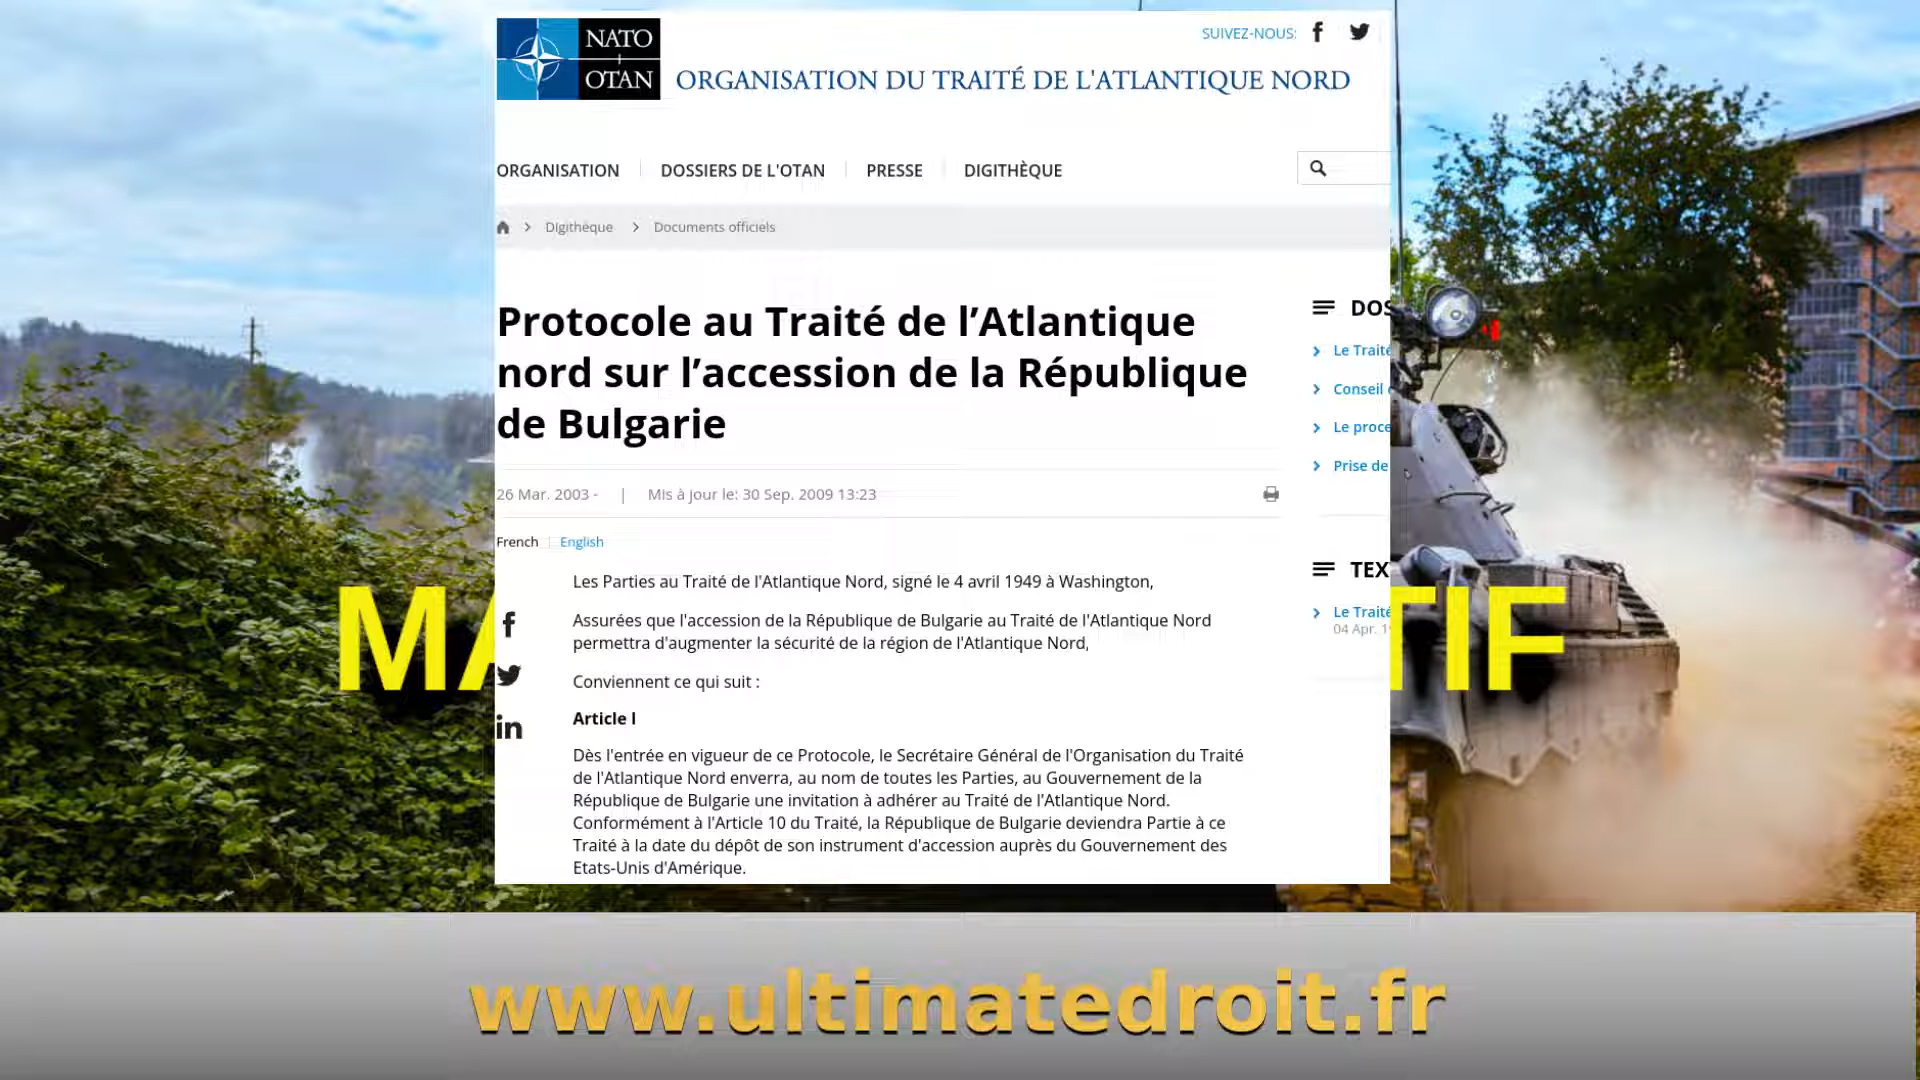 NATO
OTAN
SUIVEZ-NOUS:
ORGANISATION DU TRAITÉ DE L'ATLANTIQUE NORD
ORGANISATION
DOSSIERS DE L'OTAN
PRESSE
DIGITHÈQUE
Digithèque
Documents officiels
Protocole au Traité de l’Atlantique
nord sur l’accession de la République
de Bulgarie
26 Mar. 2003 - | Mis à jour le: 30 Sep. 2009 13:23
French | English
Les Parties au Traité de l'Atlantique Nord, signé le 4 avril 1949 à Washington,
Assurées que l'accession de la République de Bulgarie au Traité de l'Atlantique Nord
permettra d'augmenter la sécurité de la région de l'Atlantique Nord,
Conviennent ce qui suit :
Article I
Dès l'entrée en vigueur de ce Protocole, le Secrétaire Général de l'Organisation du Traité
de l'Atlantique Nord enverra, au nom de toutes les Parties, au Gouvernement de la
République de Bulgarie une invitation à adhérer au Traité de l'Atlantique Nord.
Conformément à l'Article 10 du Traité, la République de Bulgarie deviendra Partie à ce
Traité à la date du dépôt de son instrument d'accession auprès du Gouvernement des
Etats-Unis d'Amérique.
DOS
Le Traité
Conseil
Le proce
Prise de
TEX
Le Traité
04 Apr.
MA
TIF
www.ultimatedroit.fr